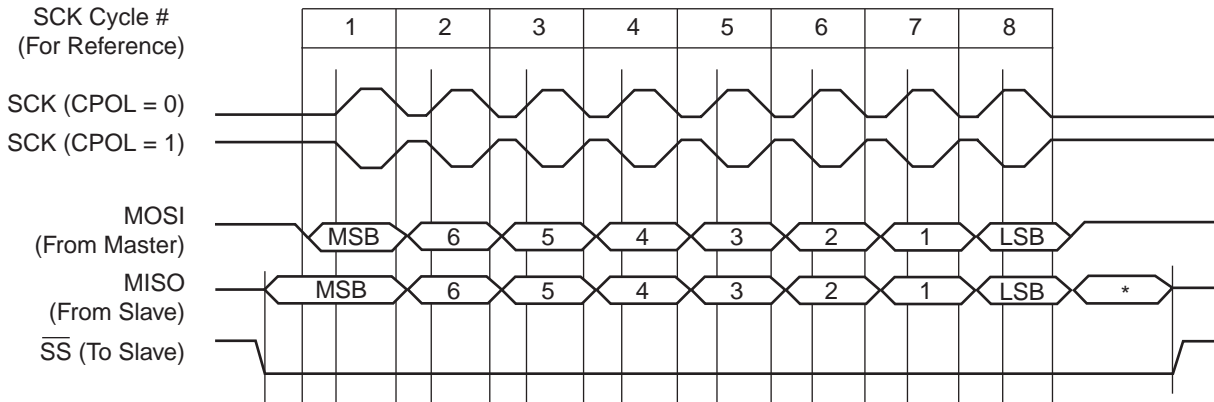 SCK Cycle #
(For Reference)
1 2 3 4 5 6 7 8
SCK (CPOL = 0)
SCK (CPOL = 1)
MOSI
(From Master)
MSB 6 5 4 3 2 1 LSB
MISO
(From Slave)
MSB 6 5 4 3 2 1 LSB *
SS (To Slave)